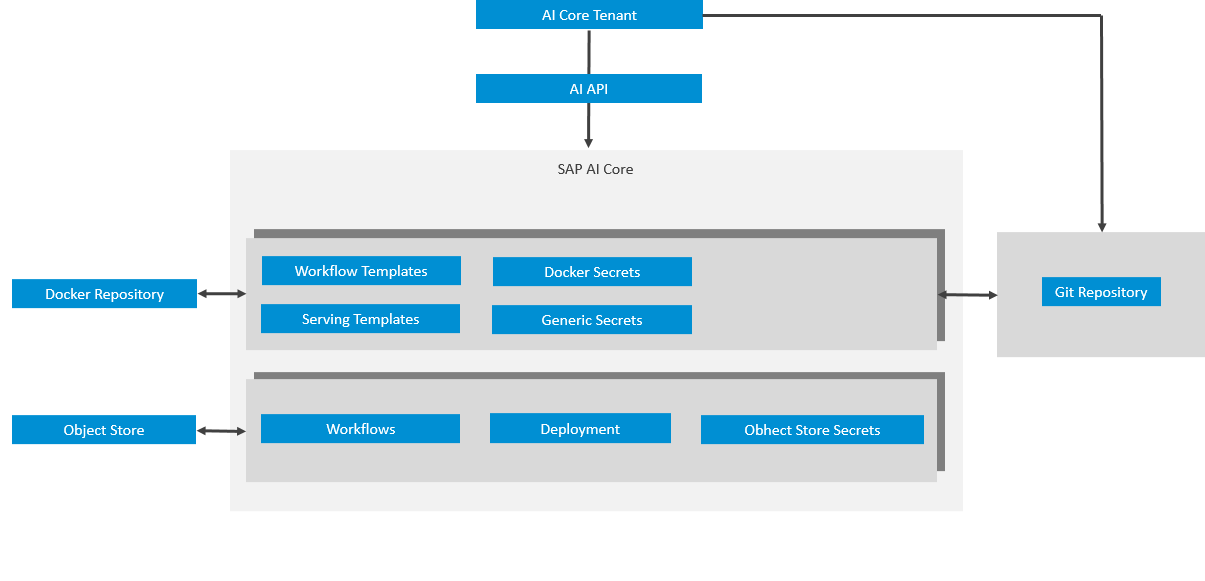 AI Core Tenant
AI API
SAP AI Core
Workflow Templates
Docker Secrets
Docker Repository
Git Repository
Serving Templates
Generic Secrets
Object Store
Workflows
Deployment
Obhect Store Secrets